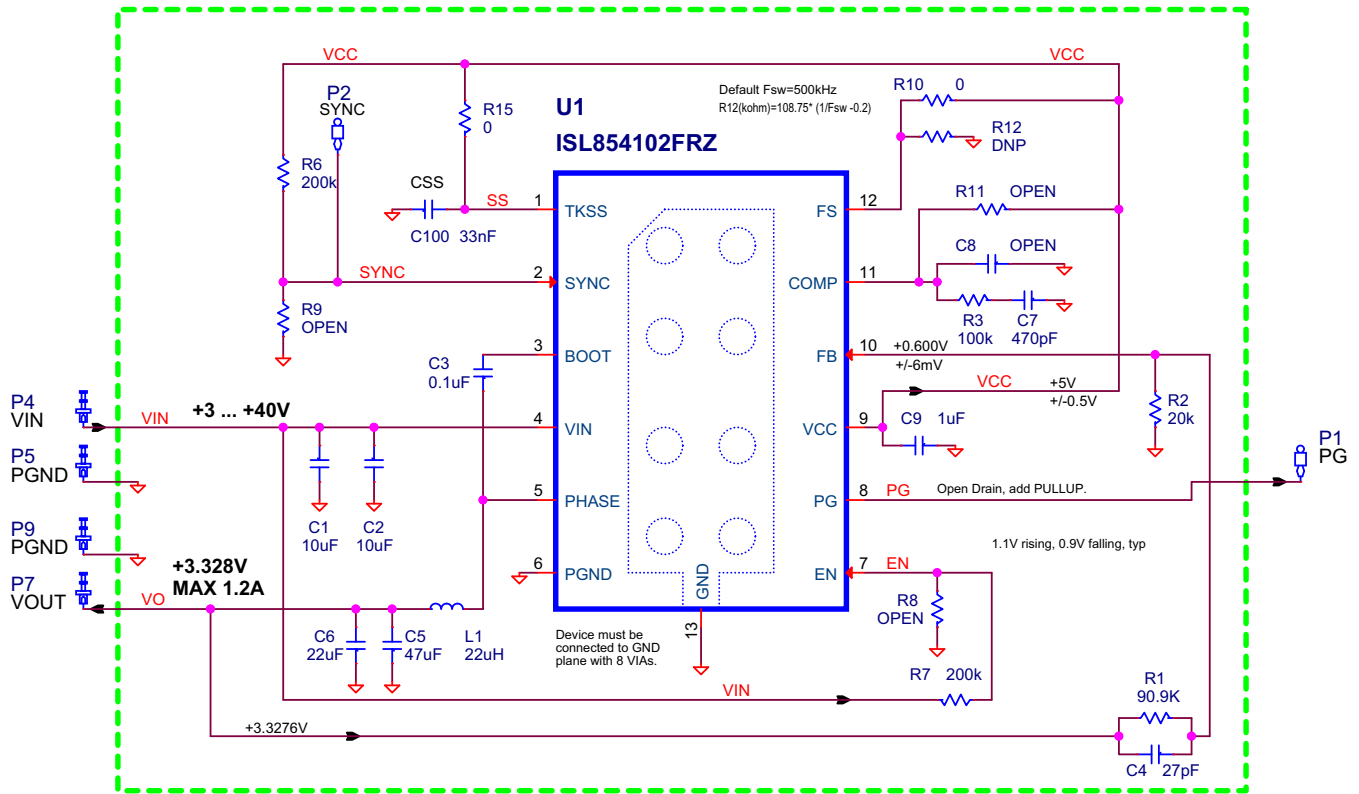 VCC
VCC
P2
SYNC
R15
0
U1
ISL854102FRZ
Default Fsw=500kHz
R12(kohm)=108.75* (1/Fsw -0.2)
R10 0
R12
DNP
R6
200k
CSS
SS
C100 33nF
1
TKSS
12
FS
R11 OPEN
SYNC
2
SYNC
11
COMP
C8 OPEN
R3
100k
C7
470pF
R9
OPEN
3
BOOT
10
FB
+0.600V
+/-6mV
C3
0.1uF
VCC
+5V
+/-0.5V
R2
20k
P4
VIN
VIN
+3 ... +40V
4
VIN
9
VCC
C9 1uF
P5
PGND
P1
PG
5
PHASE
8
PG
PG
Open Drain, add PULLUP.
C1
10uF
C2
10uF
P9
PGND
1.1V rising, 0.9V falling, typ
+3.328V
MAX 1.2A
6
PGND
7
EN
EN
GND
P7
VOUT
VO
R8
OPEN
C6
22uF
C5
47uF
L1
22uH
13
Device must be
connected to GND
plane with 8 VIAs.
R7 200k
VIN
R1
90.9K
+3.3276V
C4 27pF